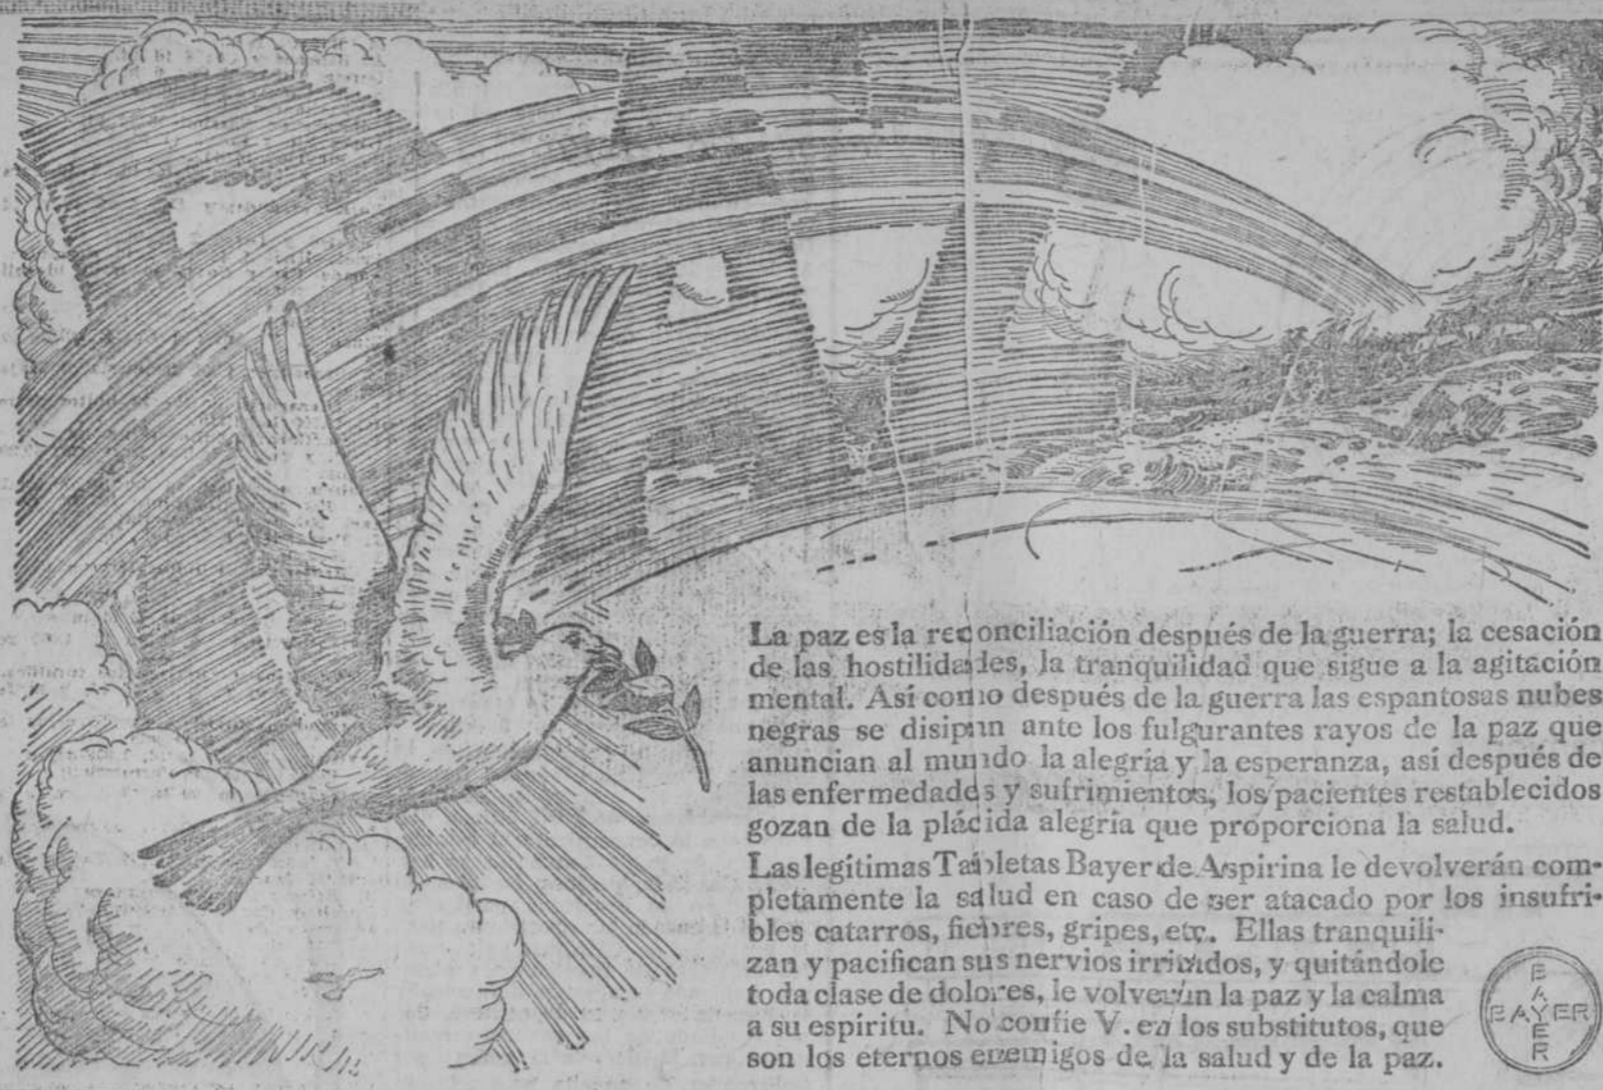 La paz es la reconciliación después de la guerra; la cesación
de las hostilidades, la tranquilidad que sigue a la agitación
mental. Así como después de la guerra las espantosas nubes
negras se disipan ante los fulgurantes rayos de la paz que
anuncian al mundo la alegría y la esperanza, así después de
las enfermedades y sufrimientos, los pacientes restablecidos
gozan de la plácida alegría que proporciona la salud.
Las legítimas Tabletas Bayer de Aspirina le devolverán com-
pletamente la salud en caso de ser atacado por los insufri-
bles catarros, fiebres, gripes, etc. Ellas tranquili-
zan y pacifican sus nervios irritados, y quitándole
toda clase de dolores, le volverán la paz y la calma
a su espíritu. No confíe V. en los substitutos, que
son los eternos enemigos de la salud y de la paz.
BAYER
BAYER